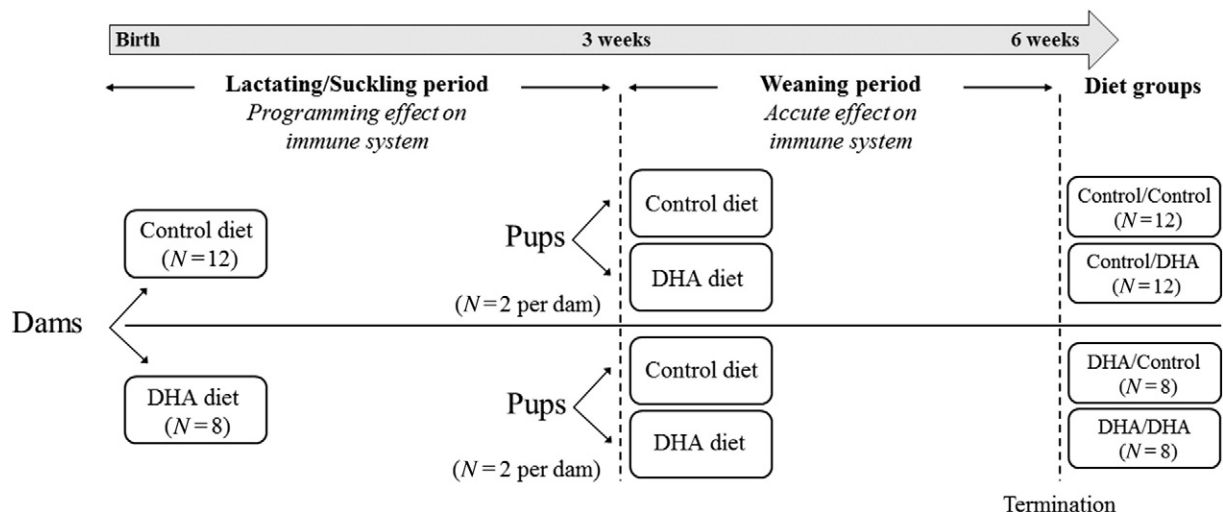 Birth
3 weeks
6 weeks
Lactating/Suckling period
Programming effect on
immune system
Weaning period
Accute effect on
immune system
Diet groups
Dams
Control diet
(N=12)
DHA diet
(N=8)
Pups
(N=2 per dam)
Control diet
DHA diet
Pups
(N=2 per dam)
Control diet
DHA diet
Control/Control
(N=12)
Control/DHA
(N=12)
DHA/Control
(N=8)
DHA/DHA
(N=8)
Termination